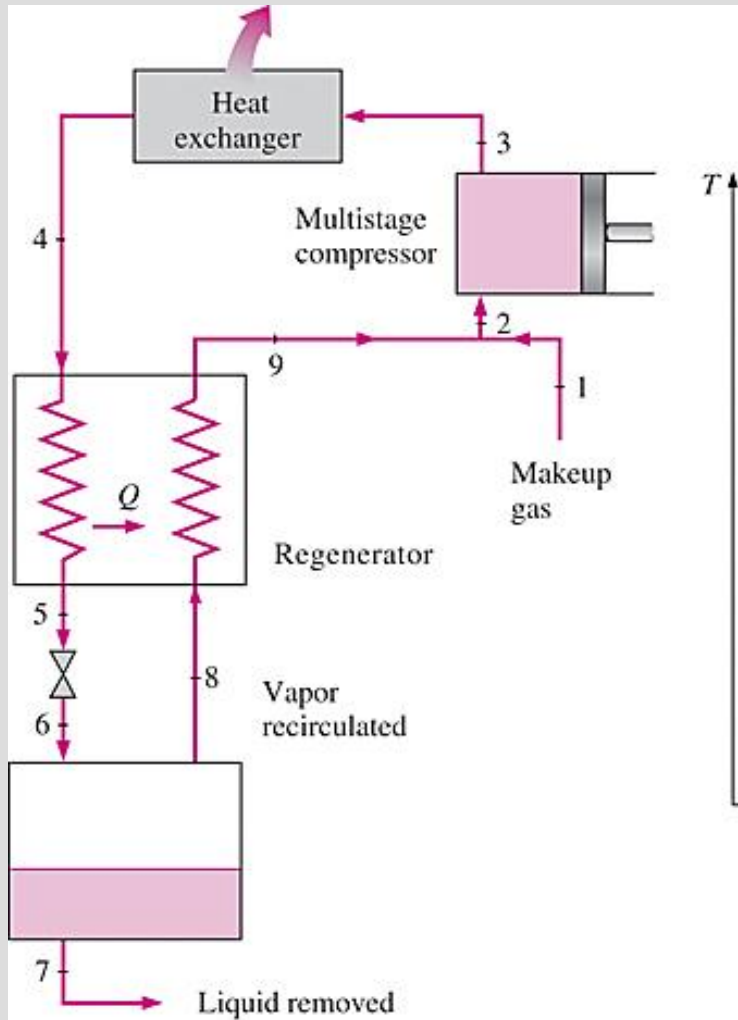 Heat
exchanger
3
T
4
Multistage
compressor
2
9
1
Makeup
gas
Q
Regenerator
5
8
Vapor
recirculated
6
7
Liquid removed